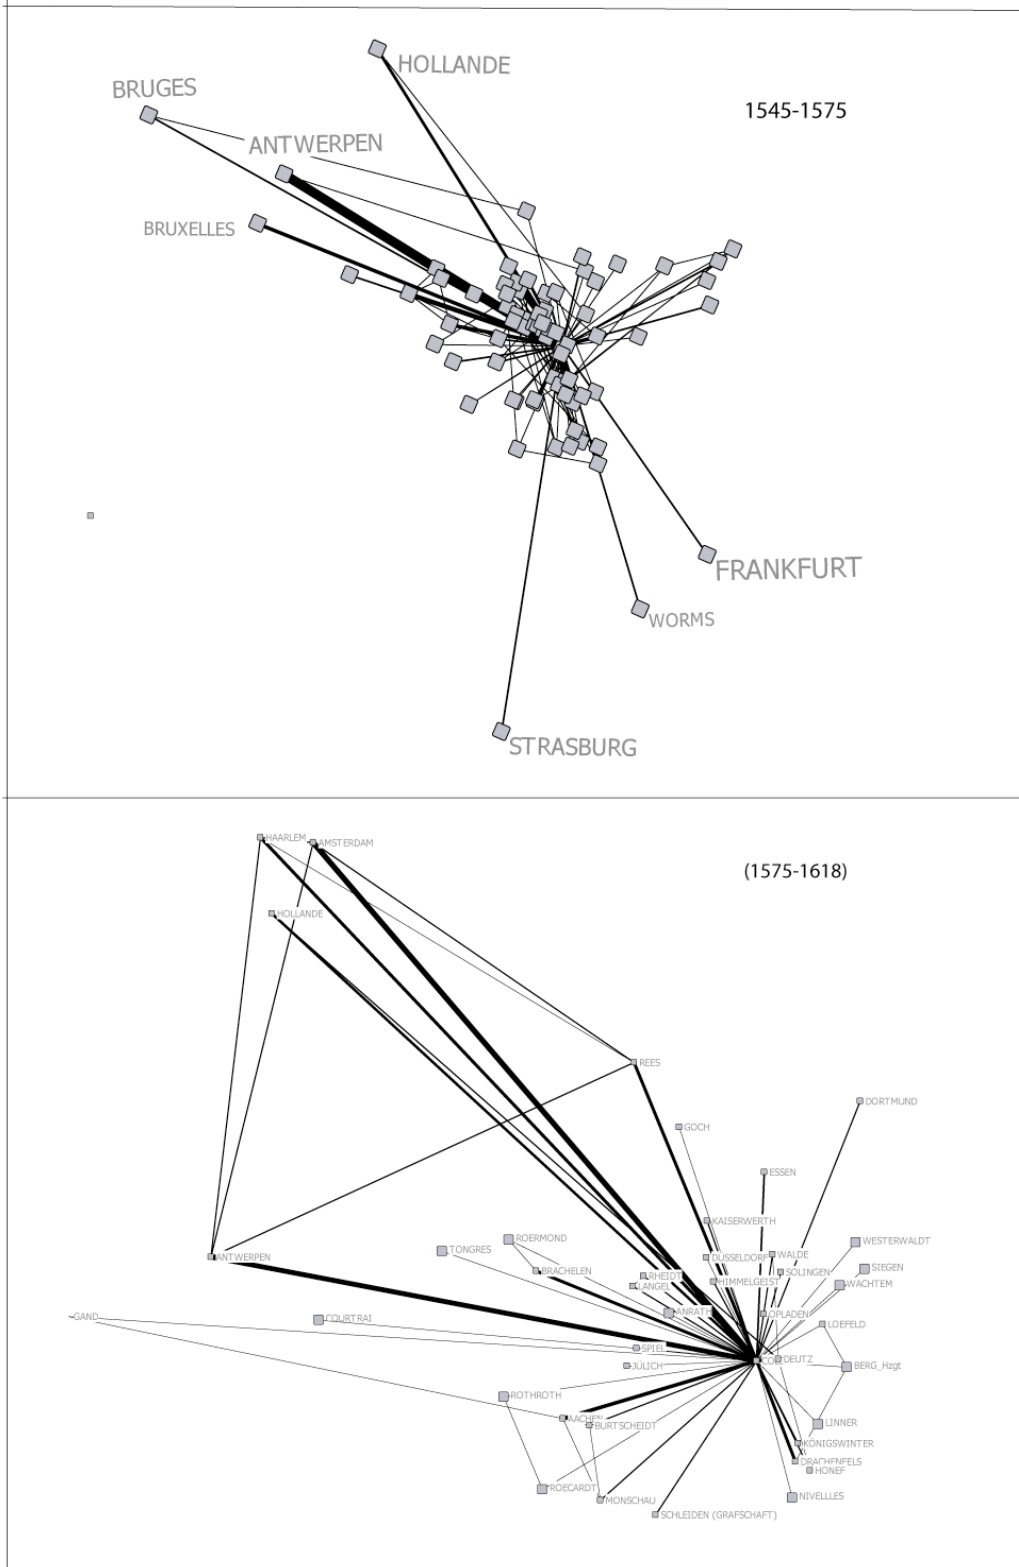 HOLLANDE
BRUGES
1545-1575
ANTWERPEN
BRUXELLES
FRANKFURT
WORMS
STRASBURG
HAARLEM
AMSTERDAM
(1575-1618)
HOLLANDE
REES
DORTMUND
GOCH
ESSEN
KAISERWERTH
ROERMOND
WESTERWALDT
TONGRES
ANTWERPEN
DUSSELDORF
WALDE
BRACHELEN
SIEGEN
SOLINGEN
RHEIDT
HIMMELGEIST
WACHTEM
LANGEL
ANRATH
OPLADEN
GAND
COURTRAI
LOEFELD
SPIEL
DEUTZ
JÜLICH
BERG_Hzgt
ROTHROTH
AACHEN
BURTSCHEIDT
LINNER
KÖNIGSWINTER
DRACHENFELS
HONEF
ROECARDT
MONSCHAU
NIVELLLES
SCHLEIDEN (GRAFSCHAFT)